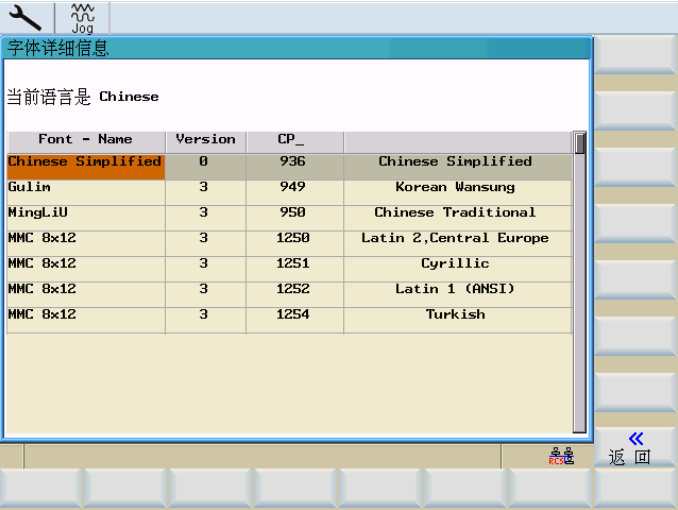 Jog
字体详细信息
当前语言是 Chinese
Font - Name Version CP_
Chinese Simplified 0 936 Chinese Simplified
Gulim 3 949 Korean Wansung
MingLiU 3 950 Chinese Traditional
MMC 8x12 3 1250 Latin 2,Central Europe
MMC 8x12 3 1251 Cyrillic
MMC 8x12 3 1252 Latin 1 (ANSI)
MMC 8x12 3 1254 Turkish
RCS
返 回